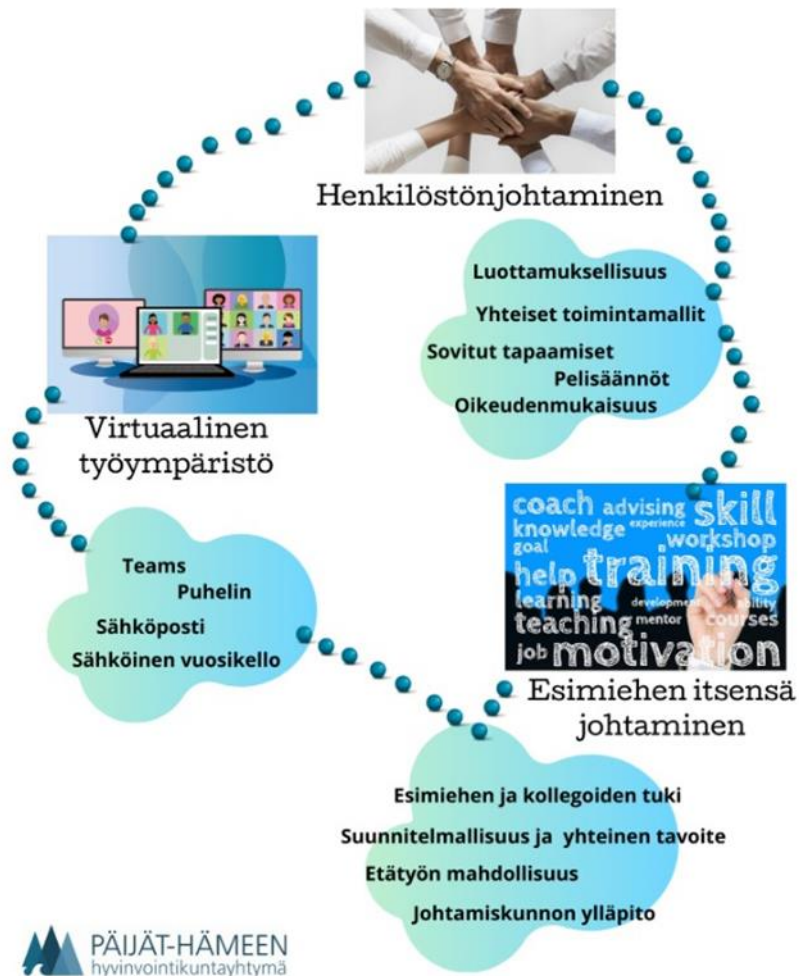 Henkilöstönjohtaminen
Luottamuksellisuus
Yhteiset toimintamallit
Sovitut tapaamiset
Pelisäännöt
Oikeudenmukaisuus
Virtuaalinen
työympäristö
Teams
Puhelin
Sähköposti
Sähköinen vuosikello
coach advising skill
knowledge experience workshop
goal
help training
learning development ability
teaching mentor courses
job motivation
Esimiehen itsensä
johtaminen
Esimiehen ja kollegoiden tuki
Suunnitelmallisuus ja yhteinen tavoite
Etätyön mahdollisuus
Johtamiskunnon ylläpito
PÄIJÄT-HÄMEEN
hyvinvointikuntayhtymä